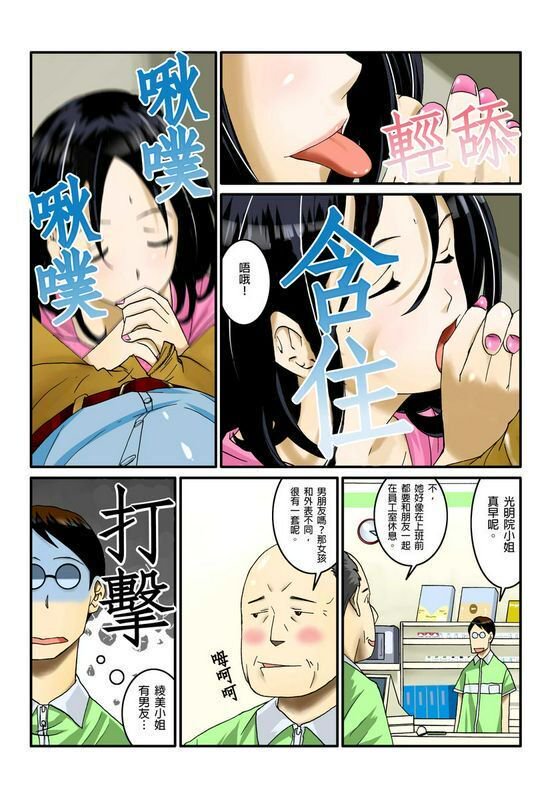 舔
輕
含住
唔哦！
啾噗
啾噗
光明院小姐
真早呢。
不，
她好像在上班前
都要和朋友一起
在員工室休息。
男朋友嗎？那女孩
和外表不同，
很有一套呢。
呵呵
打擊
綾美小姐
有男友…